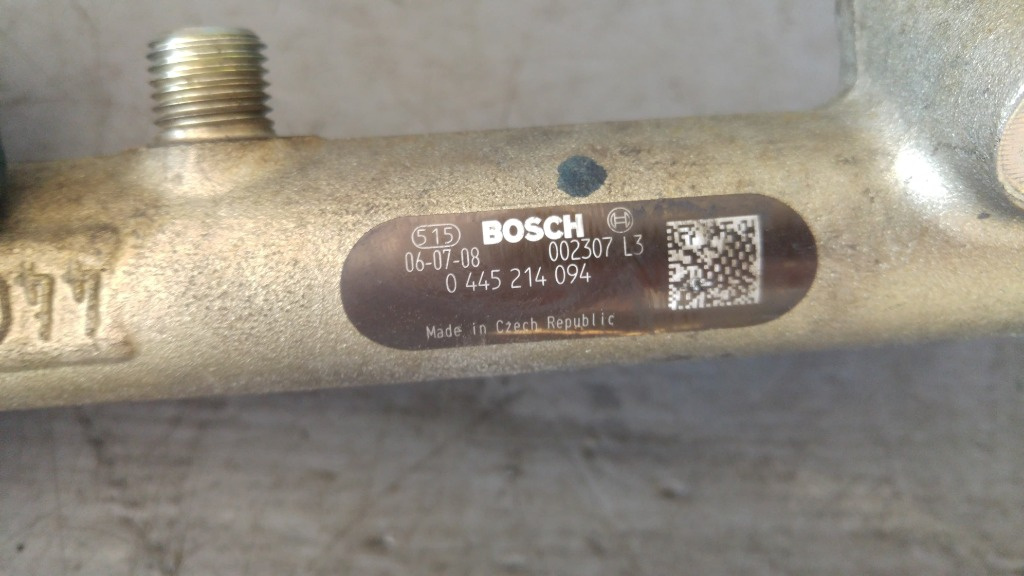 515 BOSCH
06-07-08 002307 L3
0 445 214 094
Made in Czech Republic